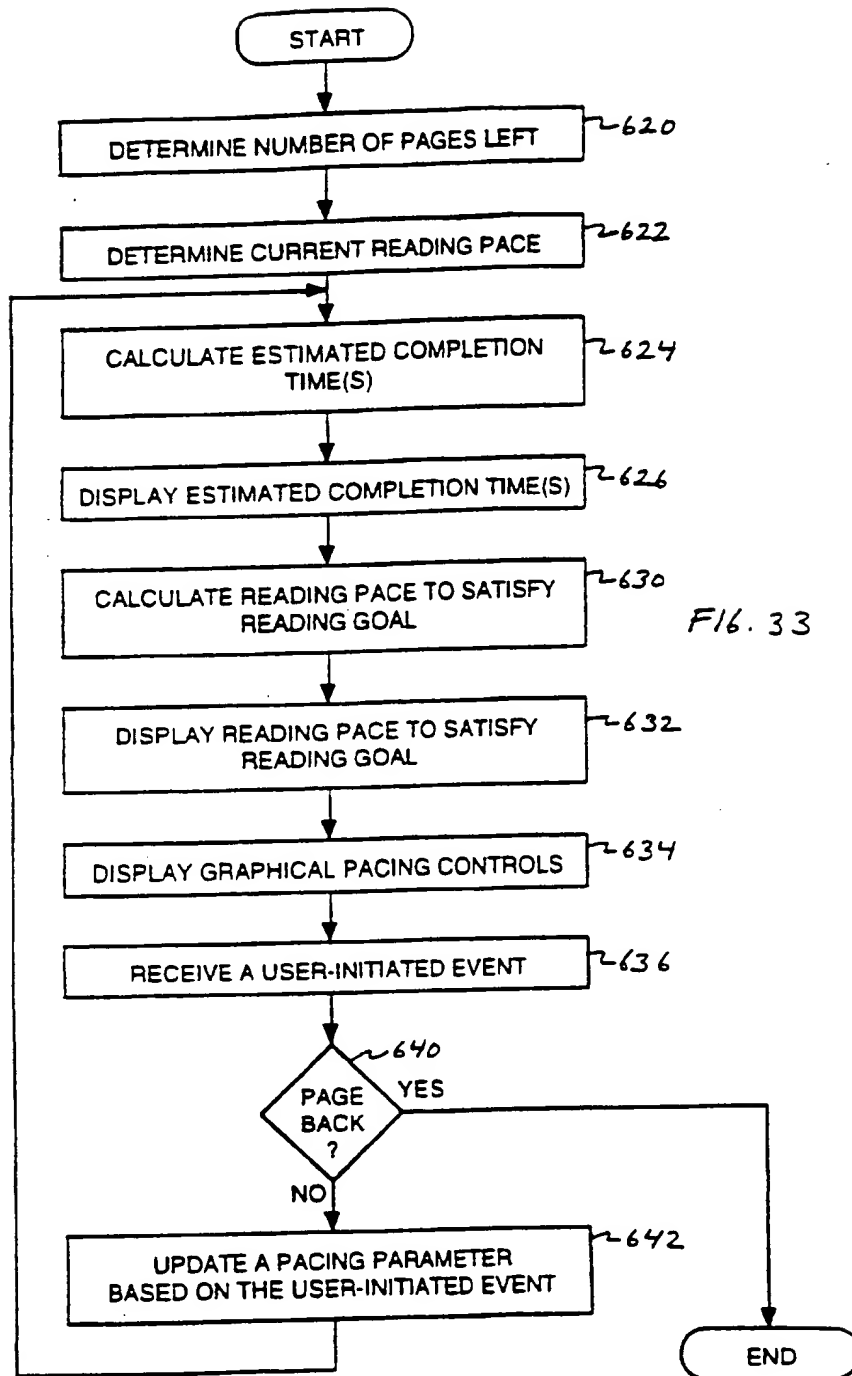 START
DETERMINE NUMBER OF PAGES LEFT
620
DETERMINE CURRENT READING PACE
622
CALCULATE ESTIMATED COMPLETION
TIME(S)
624
DISPLAY ESTIMATED COMPLETION TIME(S)
626
CALCULATE READING PACE TO SATISFY
READING GOAL
630
FIG. 33
DISPLAY READING PACE TO SATISFY
READING GOAL
632
DISPLAY GRAPHICAL PACING CONTROLS
634
RECEIVE A USER-INITIATED EVENT
636
640
PAGE
BACK
?
YES
NO
UPDATE A PACING PARAMETER
BASED ON THE USER-INITIATED EVENT
642
END